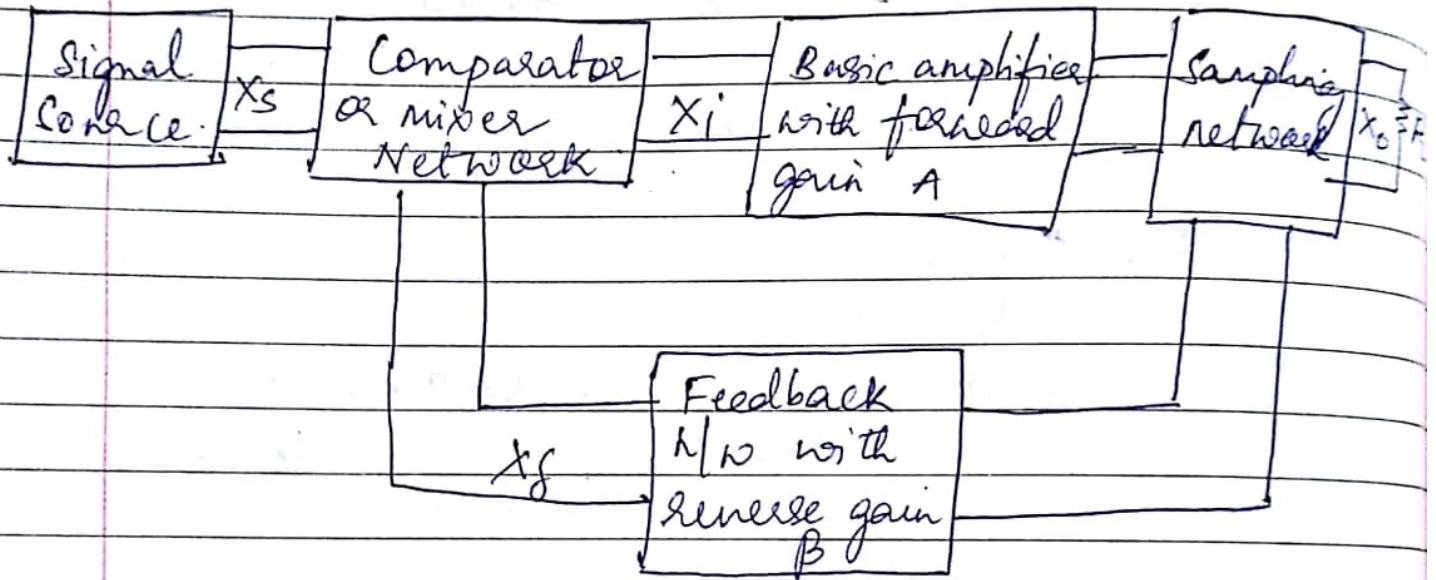 Signal
Source.
Xs
Comparator
or mixer
Network
Xi
Basic amplifier
with forward
gain A
Sampling
network
Xo
Feedback
n/w with
reverse gain
β
Xf